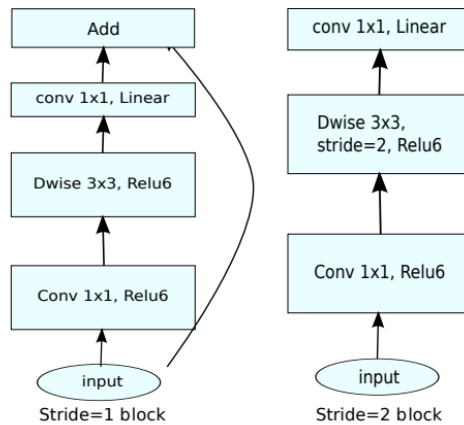 Add
conv 1x1, Linear
Dwise 3x3, Relu6
Conv 1x1, Relu6
input
Stride=1 block
conv 1x1, Linear
Dwise 3x3,
stride=2, Relu6
Conv 1x1, Relu6
input
Stride=2 block